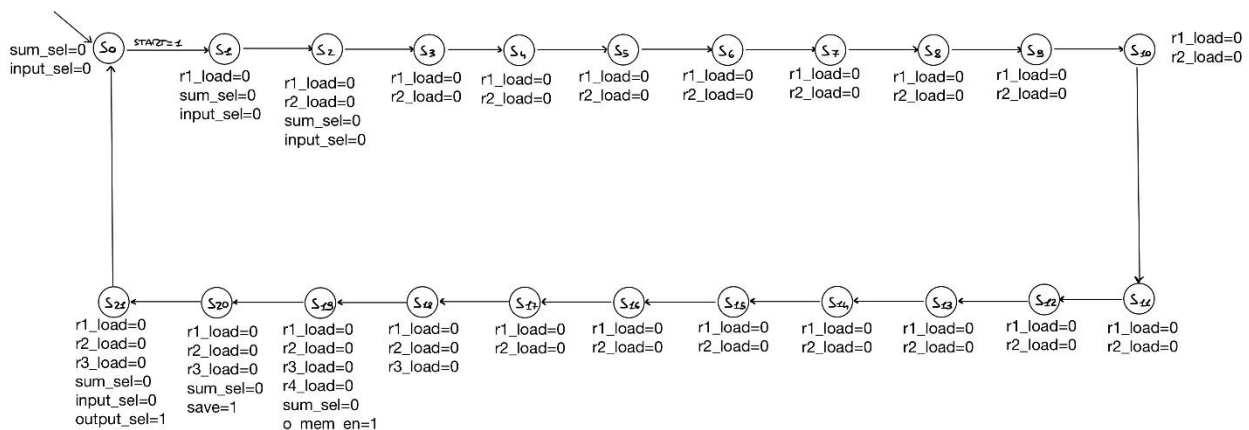 sum_sel=0
input_sel=0
S0
START=1
S1
r1_load=0
sum_sel=0
input_sel=0
S2
r1_load=0
r2_load=0
sum_sel=0
input_sel=0
S3
r1_load=0
r2_load=0
S4
r1_load=0
r2_load=0
S5
r1_load=0
r2_load=0
S6
r1_load=0
r2_load=0
S7
r1_load=0
r2_load=0
S8
r1_load=0
r2_load=0
S9
r1_load=0
r2_load=0
S10
r1_load=0
r2_load=0
S11
r1_load=0
r2_load=0
S12
r1_load=0
r2_load=0
S13
r1_load=0
r2_load=0
S14
r1_load=0
r2_load=0
S15
r1_load=0
r2_load=0
S16
r1_load=0
r2_load=0
S17
r1_load=0
r2_load=0
S18
r1_load=0
r2_load=0
r3_load=0
S19
r1_load=0
r2_load=0
r3_load=0
r4_load=0
sum_sel=0
o_mem_en=1
S20
r1_load=0
r2_load=0
r3_load=0
sum_sel=0
save=1
S21
r1_load=0
r2_load=0
r3_load=0
sum_sel=0
input_sel=0
output_sel=1